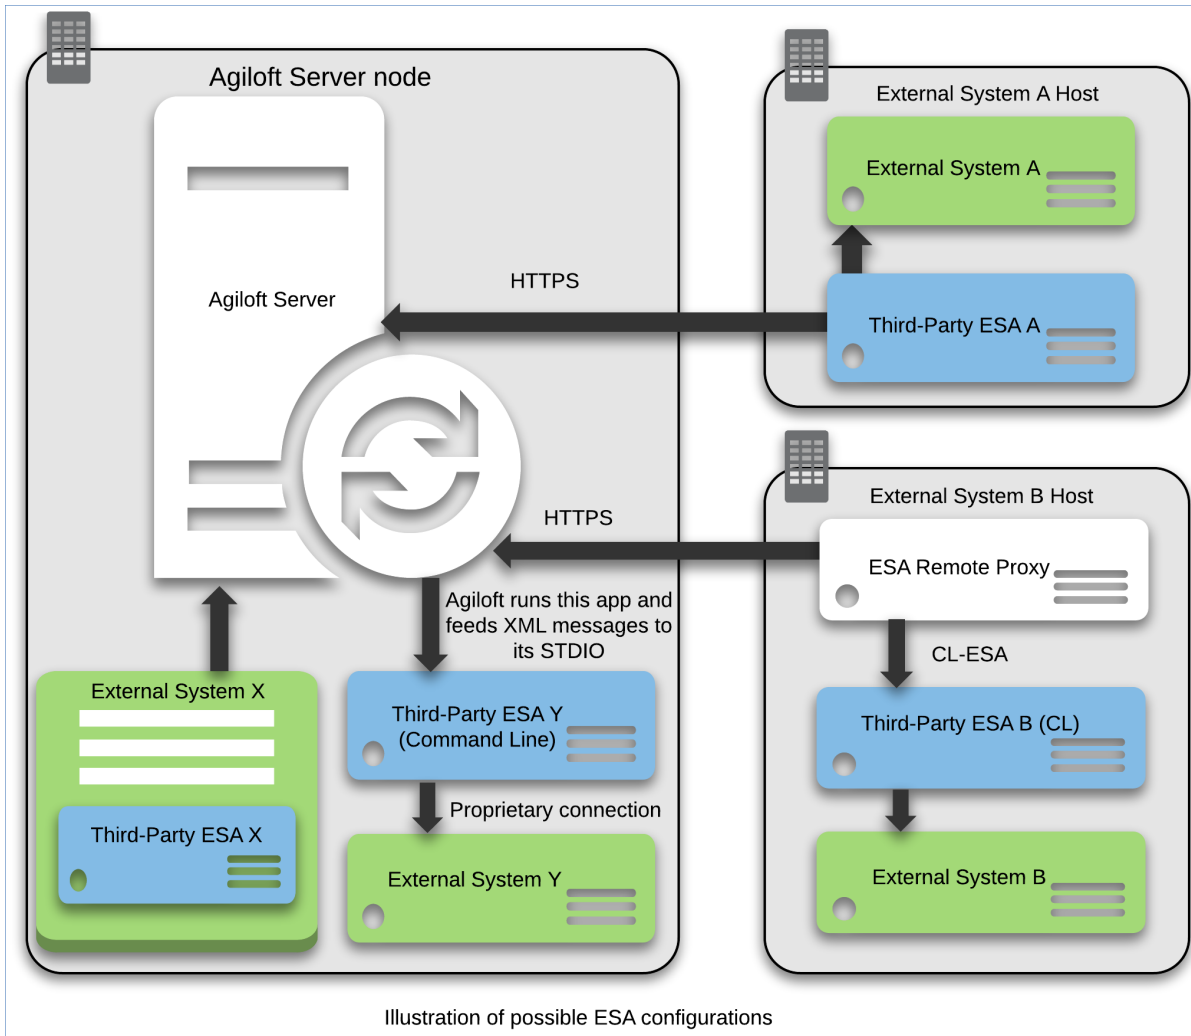 Agiloft Server node
Agiloft Server
HTTPS
HTTPS
Agiloft runs this app and
feeds XML messages to
its STDIO
External System X
Third-Party ESA X
Third-Party ESA Y
(Command Line)
Proprietary connection
External System Y
External System A Host
External System A
Third-Party ESA A
External System B Host
ESA Remote Proxy
CL-ESA
Third-Party ESA B (CL)
External System B
Illustration of possible ESA configurations